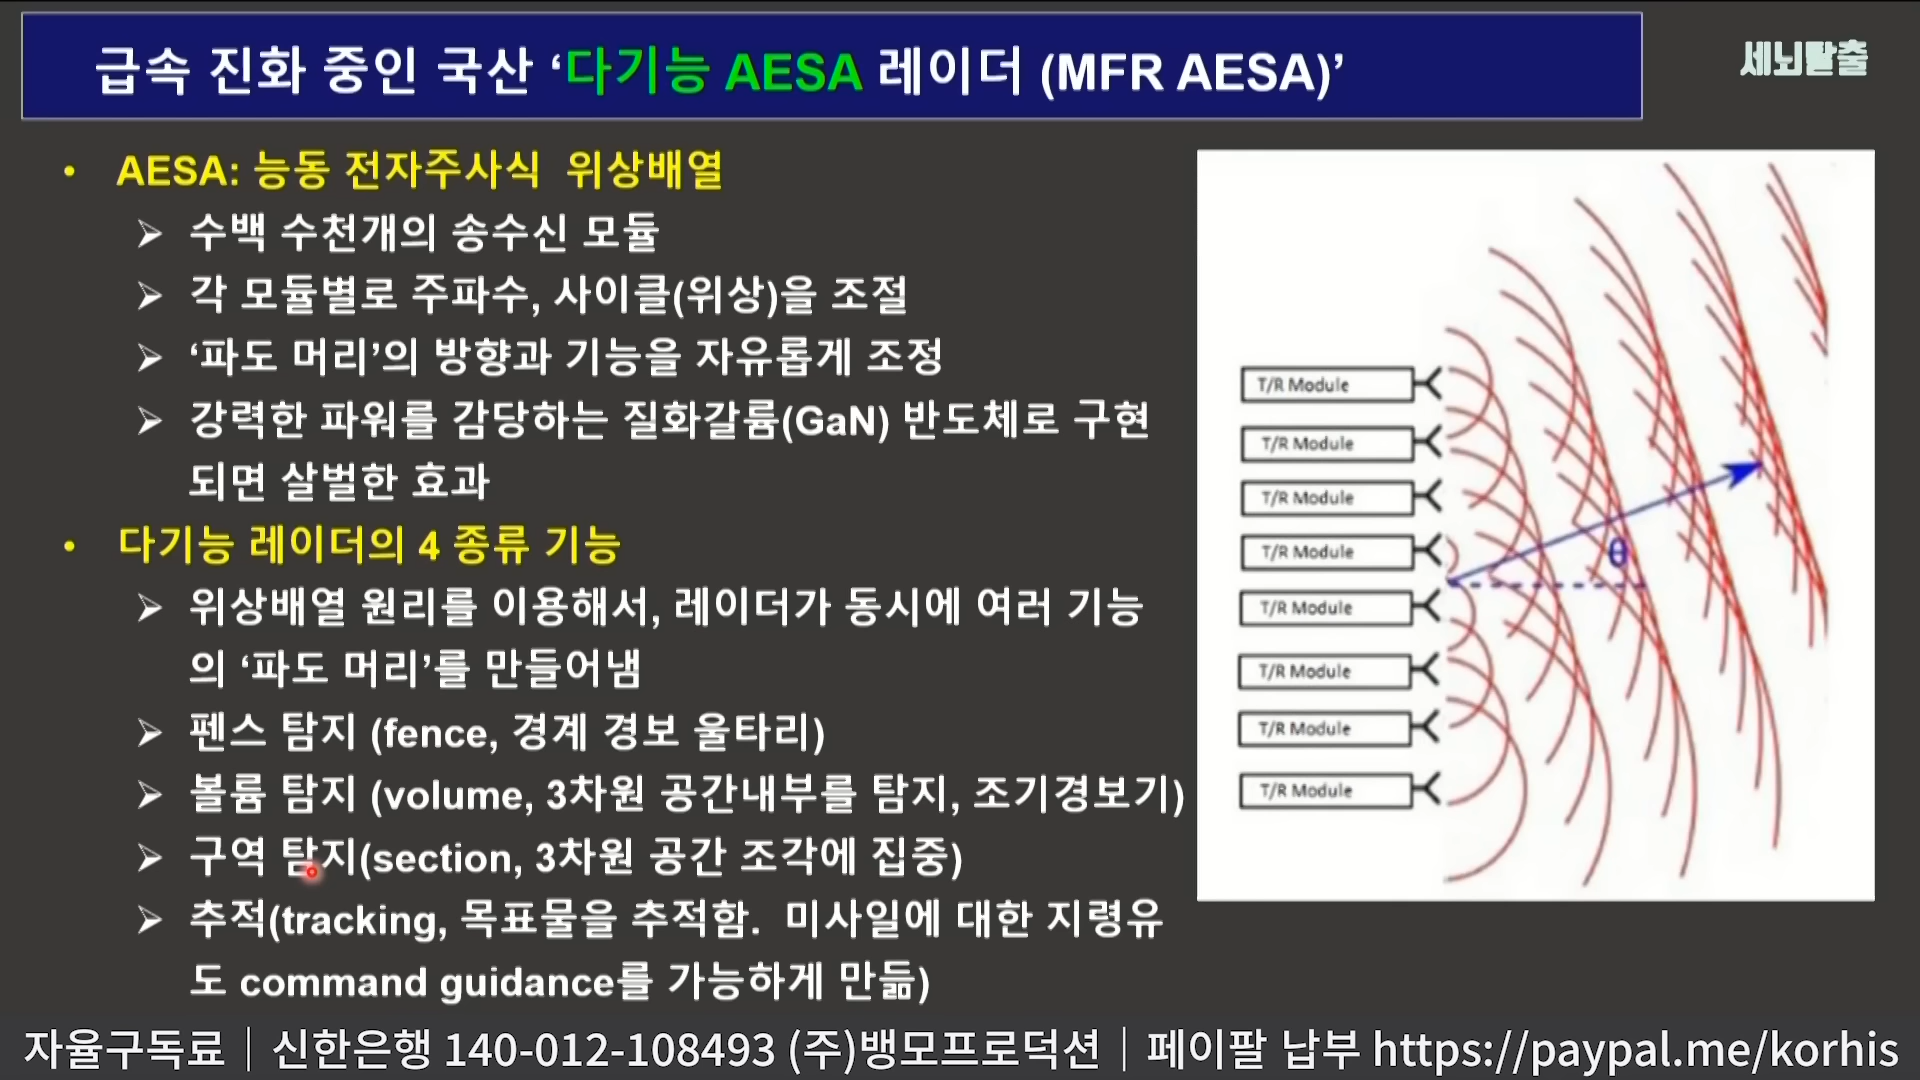 급속 진화 중인 국산 ‘다기능 AESA 레이더 (MFR AESA)’
세뇌탈출
• AESA: 능동 전자주사식 위상배열
➢ 수백 수천개의 송수신 모듈
➢ 각 모듈별로 주파수, 사이클(위상)을 조절
➢ ‘파도 머리’의 방향과 기능을 자유롭게 조정
➢ 강력한 파워를 감당하는 질화갈륨(GaN) 반도체로 구현
되면 살벌한 효과
• 다기능 레이더의 4 종류 기능
➢ 위상배열 원리를 이용해서, 레이더가 동시에 여러 기능
의 ‘파도 머리’를 만들어냄
➢ 펜스 탐지 (fence, 경계 경보 울타리)
➢ 볼륨 탐지 (volume, 3차원 공간내부를 탐지, 조기경보기)
➢ 구역 탐지(section, 3차원 공간 조각에 집중)
➢ 추적(tracking, 목표물을 추적함. 미사일에 대한 지령유
도 command guidance를 가능하게 만듦)
T/R Module
T/R Module
T/R Module
T/R Module
T/R Module
T/R Module
T/R Module
T/R Module
θ
자율구독료│신한은행 140-012-108493 (주)뱅모프로덕션│페이팔 납부 https://paypal.me/korhis